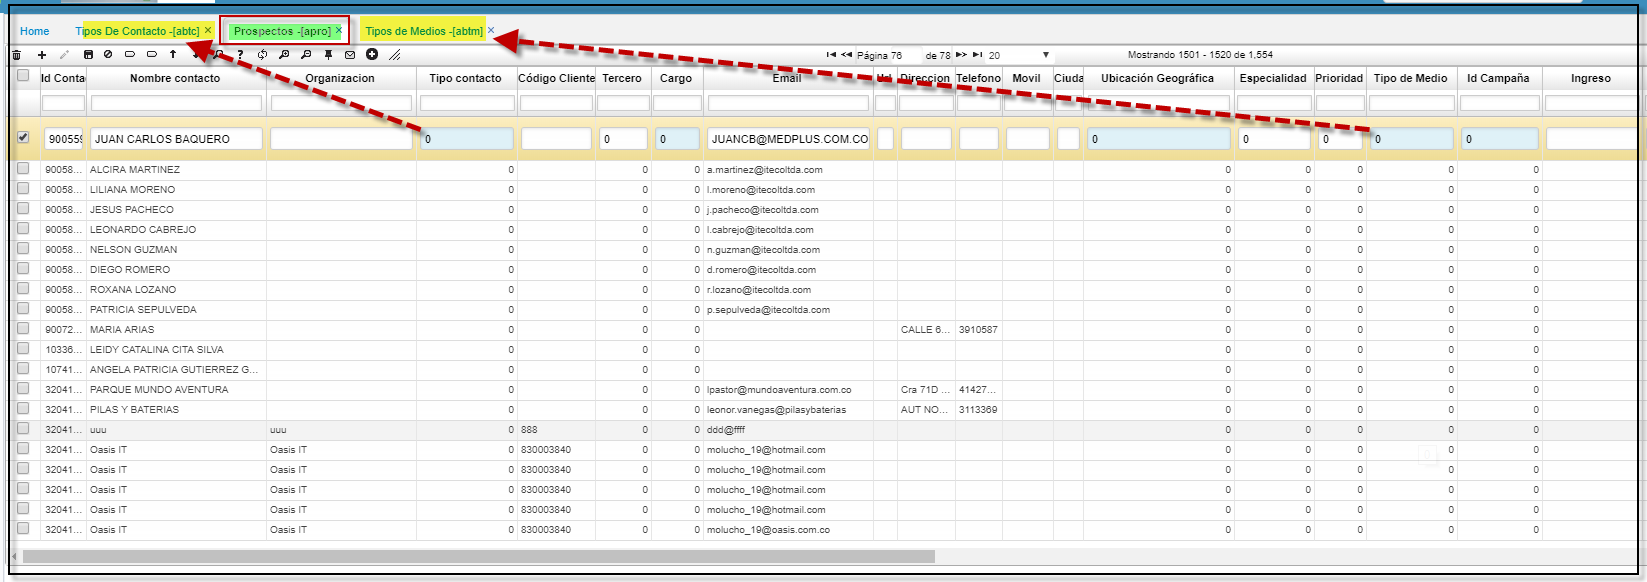 Home Tipos De Contacto -[abtc] × Prospectos -[apro] × Tipos de Medios -[abtm] ×
Página 76 de 78 20 Mostrando 1501 - 1520 de 1,554
Id Conta Nombre contacto Organizacion Tipo contacto Código Cliente Tercero Cargo Email Url Direccion Telefono Movil Ciuda Ubicación Geográfica Especialidad Prioridad Tipo de Medio Id Campaña Ingreso
90055 JUAN CARLOS BAQUERO 0 0 0 JUANCB@MEDPLUS.COM.CO 0 0 0 0 0
90058... ALCIRA MARTINEZ 0 0 0 a.martinez@itecoltda.com 0 0 0 0 0
90058... LILIANA MORENO 0 0 0 l.moreno@itecoltda.com 0 0 0 0 0
90058... JESUS PACHECO 0 0 0 j.pacheco@itecoltda.com 0 0 0 0 0
90058... LEONARDO CABREJO 0 0 0 l.cabrejo@itecoltda.com 0 0 0 0 0
90058... NELSON GUZMAN 0 0 0 n.guzman@itecoltda.com 0 0 0 0 0
90058... DIEGO ROMERO 0 0 0 d.romero@itecoltda.com 0 0 0 0 0
90058... ROXANA LOZANO 0 0 0 r.lozano@itecoltda.com 0 0 0 0 0
90058... PATRICIA SEPULVEDA 0 0 0 p.sepulveda@itecoltda.com 0 0 0 0 0
90072... MARIA ARIAS 0 0 0 CALLE 6... 3910587 0 0 0 0 0
10336... LEIDY CATALINA CITA SILVA 0 0 0 0 0 0 0 0
10741... ANGELA PATRICIA GUTIERREZ G... 0 0 0 0 0 0 0 0
32041... PARQUE MUNDO AVENTURA 0 0 0 lpastor@mundoaventura.com.co Cra 71D ... 41427... 0 0 0 0 0
32041... PILAS Y BATERIAS 0 0 0 leonor.vanegas@pilasybaterias AUT NO... 3113369 0 0 0 0 0
32041... uuu uuu 0 888 0 0 ddd@ffff 0 0 0 0 0
32041... Oasis IT Oasis IT 0 830003840 0 0 molucho_19@hotmail.com 0 0 0 0 0
32041... Oasis IT Oasis IT 0 830003840 0 0 molucho_19@hotmail.com 0 0 0 0 0
32041... Oasis IT Oasis IT 0 830003840 0 0 molucho_19@hotmail.com 0 0 0 0 0
32041... Oasis IT Oasis IT 0 830003840 0 0 molucho_19@hotmail.com 0 0 0 0 0
32041... Oasis IT Oasis IT 0 830003840 0 0 molucho_19@oasis.com.co 0 0 0 0 0